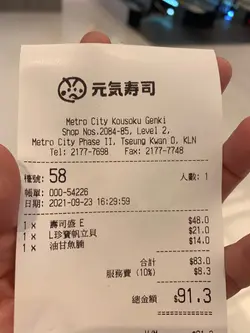 元気寿司
Metro City Kousoku Genki
Shop Nos.2084-85, Level 2,
Metro City Phase II, Tseung Kwan O, KLN
Tel: 2177-7698 Fax: 2177-7748
檯號: 58 人數: 1
帳單: 000-54226
日期: 2021-09-23 16:29:59
1× 壽司盛 E $48.0
1× L珍寶帆立貝 $21.0
1× 油甘魚腩 $14.0
合計 $83.0
服務費 (10%) $8.3
總金額 $91.3